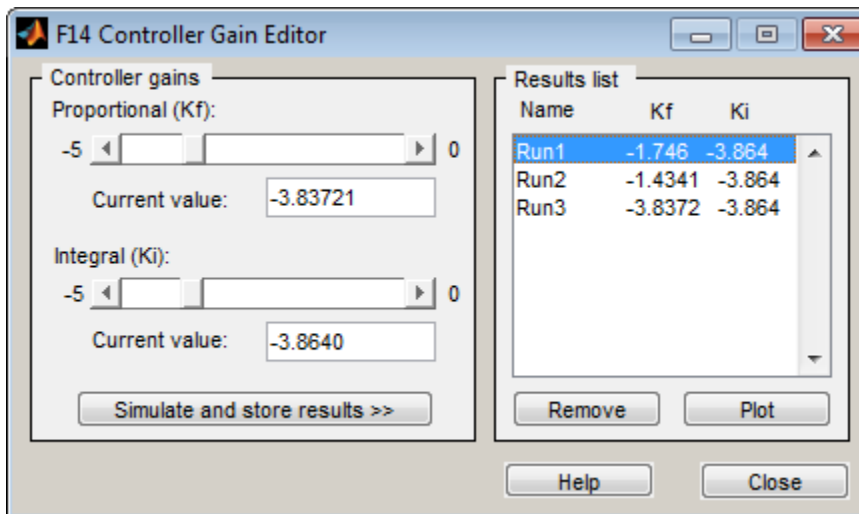 F14 Controller Gain Editor
Controller gains
Proportional (Kf):
-5 0
Current value: -3.83721
Integral (Ki):
-5 0
Current value: -3.8640
Simulate and store results >>
Results list
Name Kf Ki
Run1 -1.746 -3.864
Run2 -1.4341 -3.864
Run3 -3.8372 -3.864
Remove Plot
Help Close